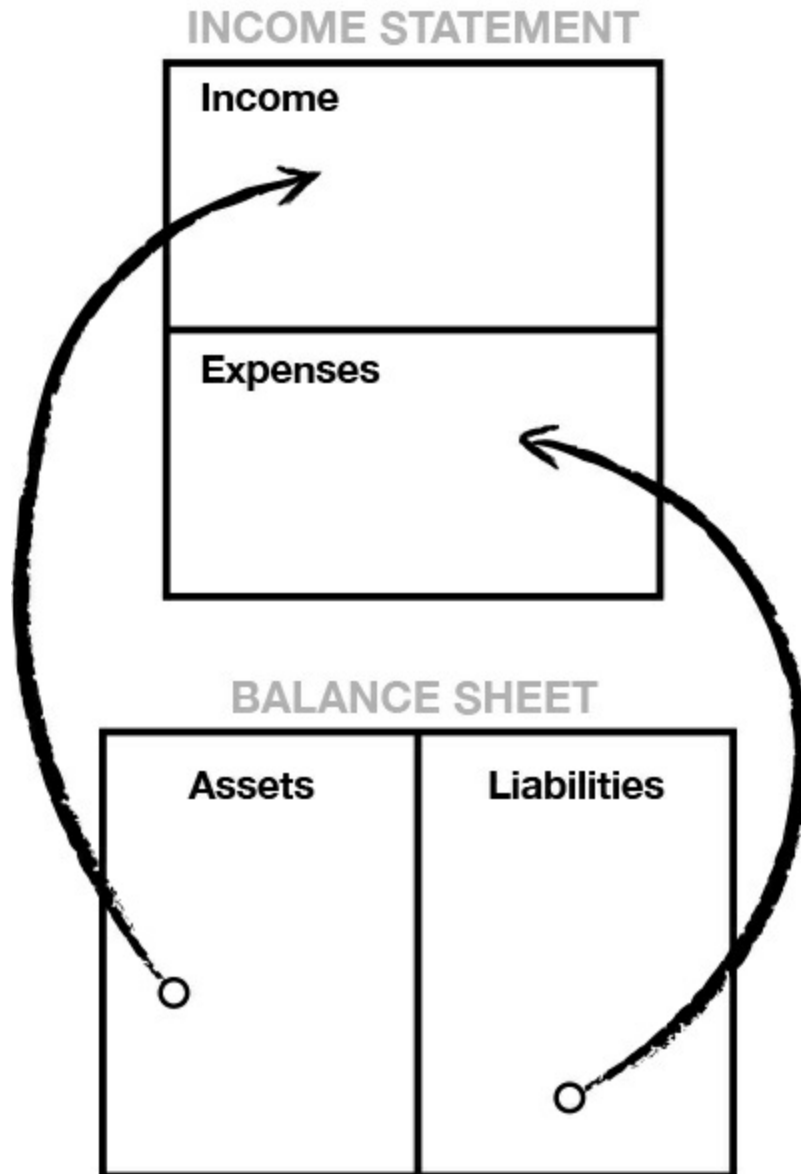 INCOME STATEMENT
Income
Expenses
BALANCE SHEET
Assets
Liabilities